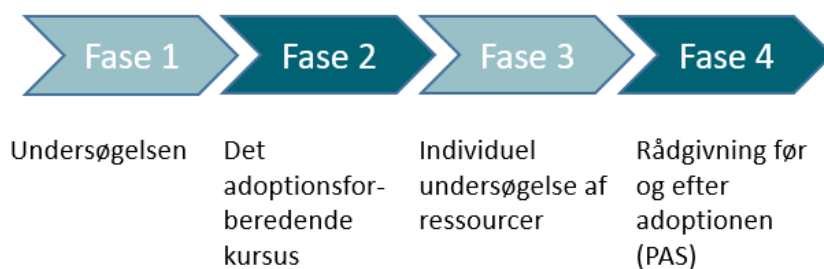 Fase 1
Fase 2
Fase 3
Fase 4
Undersøgelsen
Det
adoptionsfor-
beredende
kursus
Individuel
undersøgelse af
ressourcer
Rådgivning før
og efter
adoptionen
(PAS)